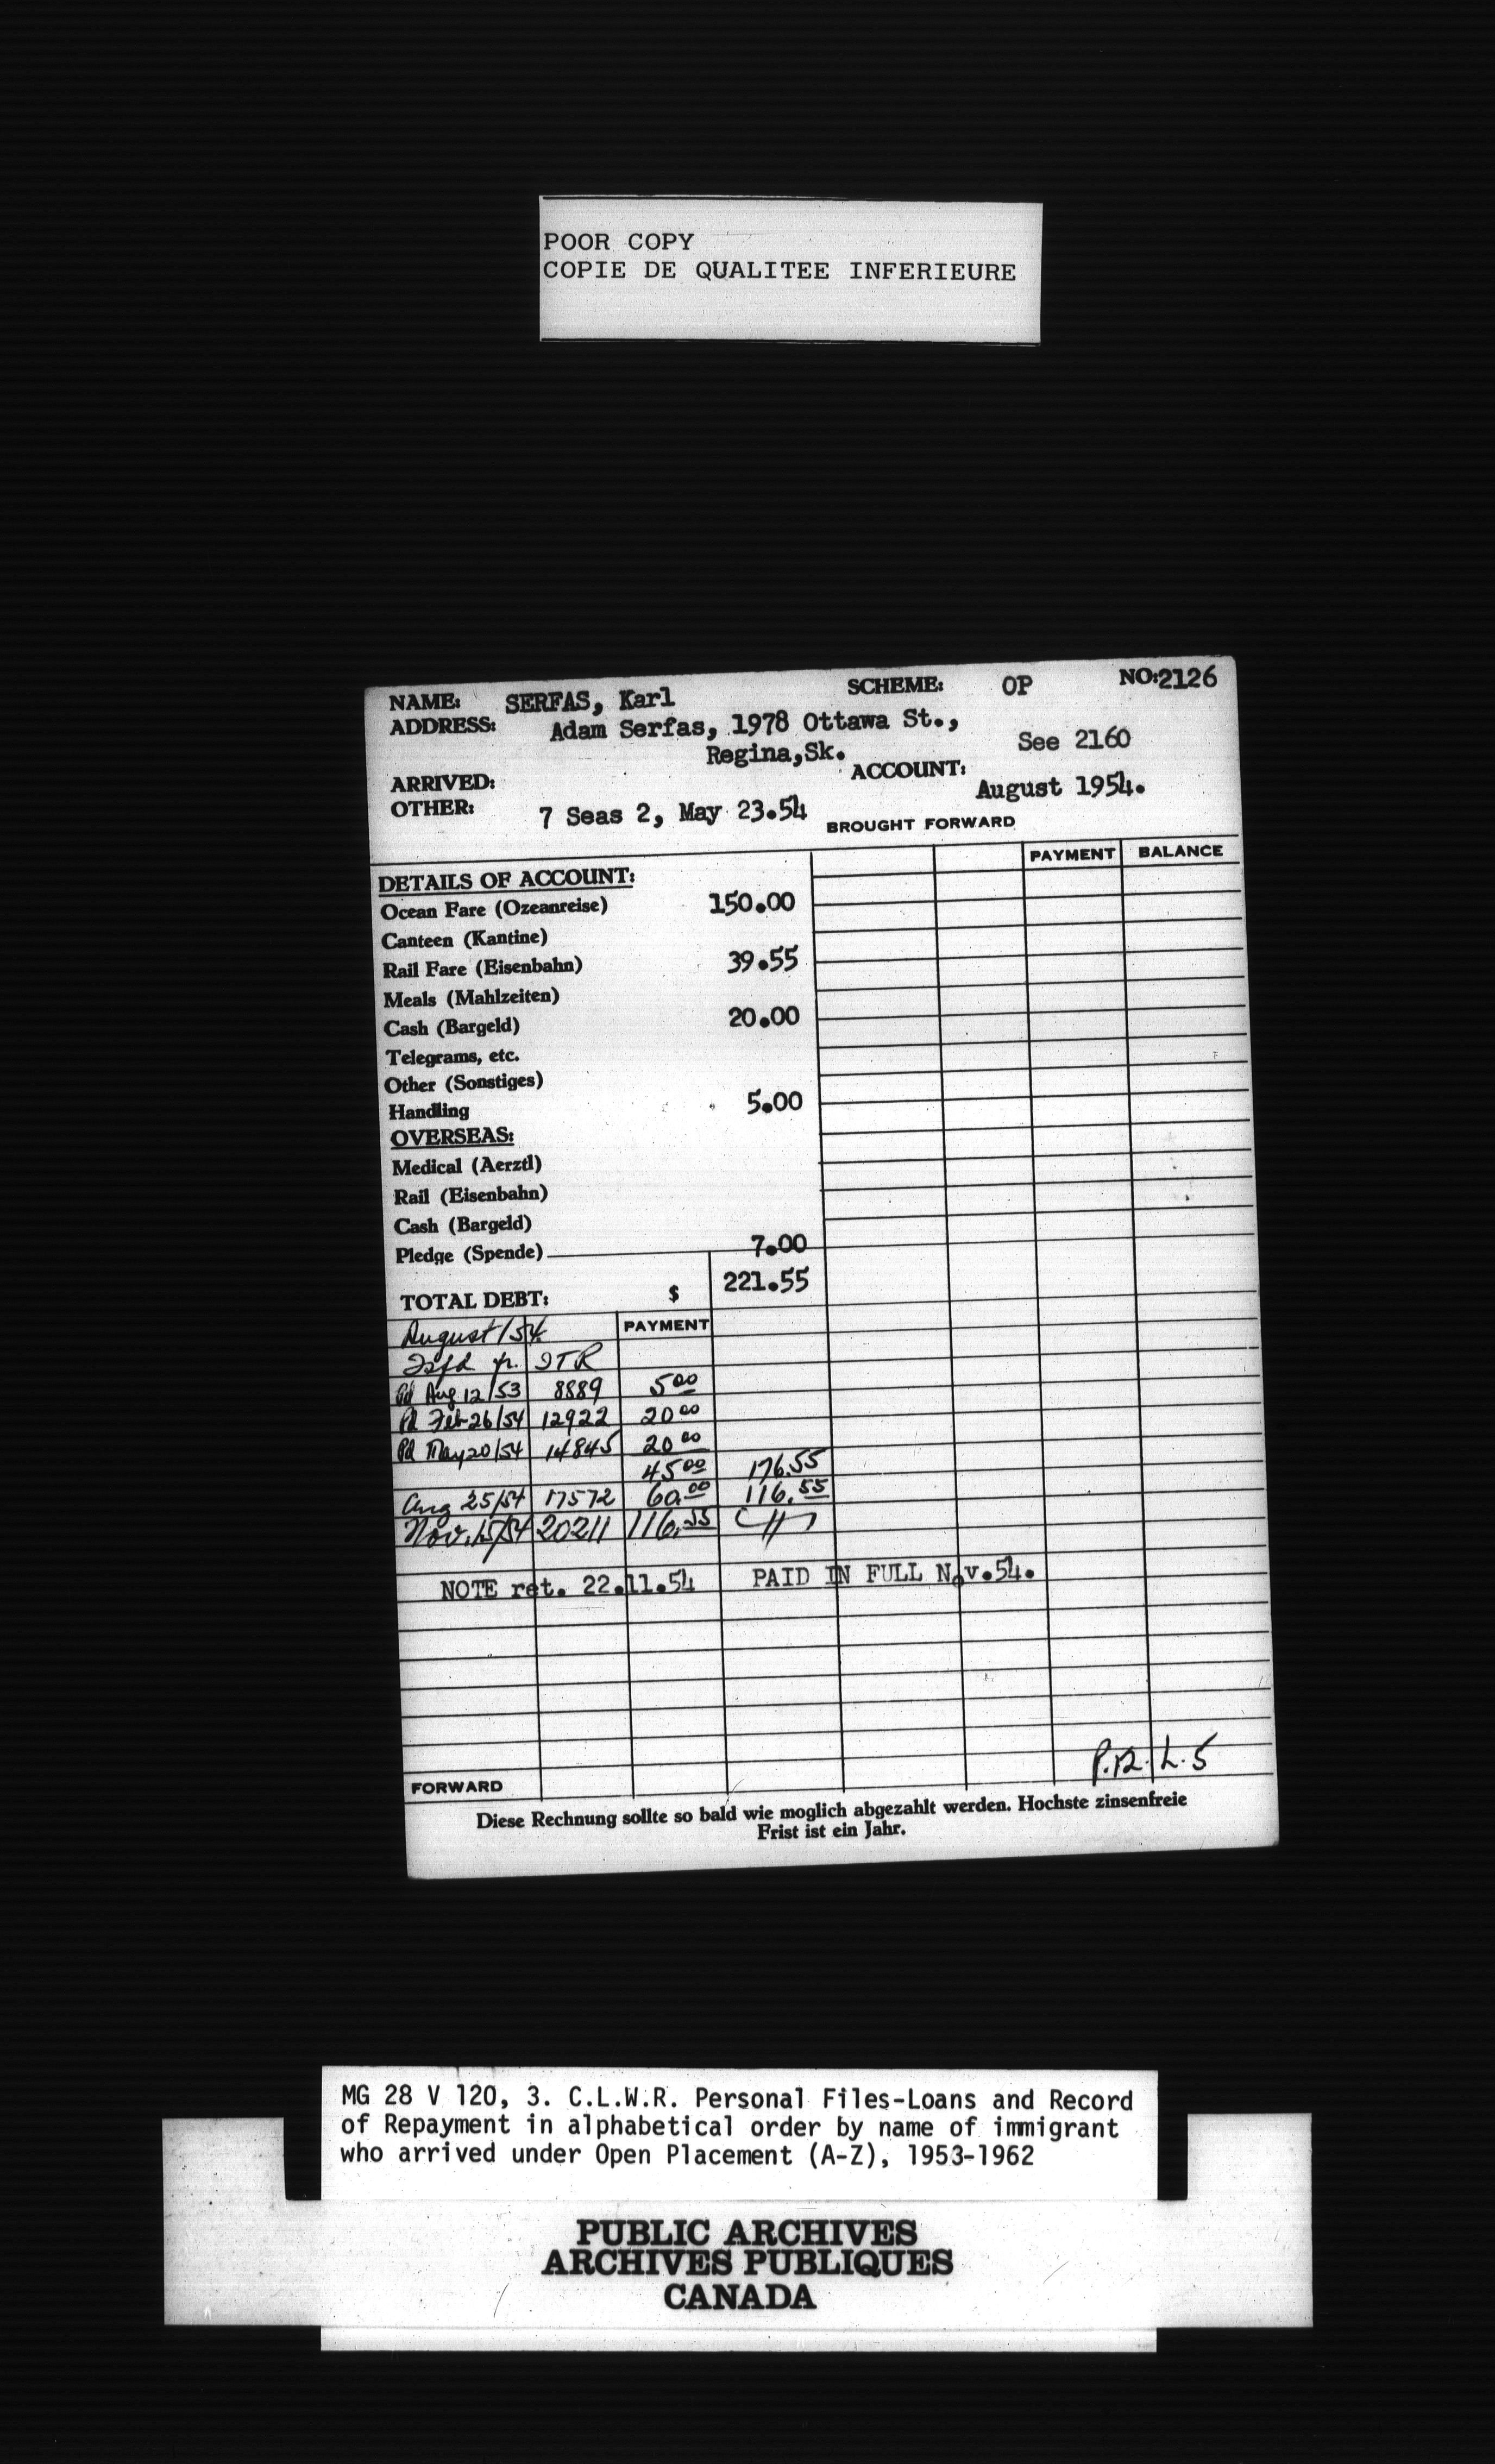 POOR COPY
COPIE DE QUALITEE INFERIEURE
NAME: SERFAS, Karl SCHEME: OP NO:2126
ADDRESS: Adam Serfas, 1978 Ottawa St.,
Regina,Sk. See 2160
ARRIVED: ACCOUNT: August 1954.
OTHER: 7 Seas 2, May 23.54 BROUGHT FORWARD
PAYMENT BALANCE
DETAILS OF ACCOUNT:
Ocean Fare (Ozeanreise) 150.00
Canteen (Kantine)
Rail Fare (Eisenbahn) 39.55
Meals (Mahlzeiten)
Cash (Bargeld) 20.00
Telegrams, etc.
Other (Sonstiges)
Handling 5.00
OVERSEAS:
Medical (Aerztl)
Rail (Eisenbahn)
Cash (Bargeld)
Pledge (Spende) 7.00
TOTAL DEBT: $ 221.55
August/54. PAYMENT
Tsfd fr. ITR
Pd Aug 12/53 8889 5 00
Pd Feb 26/54 12922 20 00
Pd May 20/54 14845 20 00
45 00 176.55
Aug 25/54 17572 60.00 116.55
Nov. 15/54 20211 116.55
NOTE ret. 22.11.54 PAID IN FULL Nov.54.
FORWARD
Diese Rechnung sollte so bald wie moglich abgezahlt werden. Hochste zinsenfreie
Frist ist ein Jahr.
MG 28 V 120, 3. C.L.W.R. Personal Files-Loans and Record
of Repayment in alphabetical order by name of immigrant
who arrived under Open Placement (A-Z), 1953-1962
PUBLIC ARCHIVES
ARCHIVES PUBLIQUES
CANADA